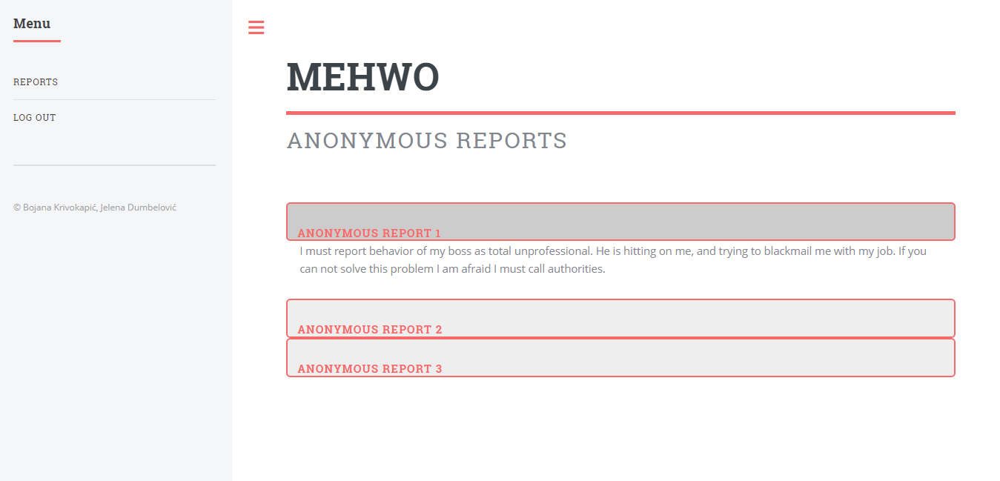 Menu
REPORTS
LOG OUT
© Bojana Krivokapić, Jelena Dumbelović
MEHWO
ANONYMOUS REPORTS
ANONYMOUS REPORT 1
I must report behavior of my boss as total unprofessional. He is hitting on me, and trying to blackmail me with my job. If you
can not solve this problem I am afraid I must call authorities.
ANONYMOUS REPORT 2
ANONYMOUS REPORT 3